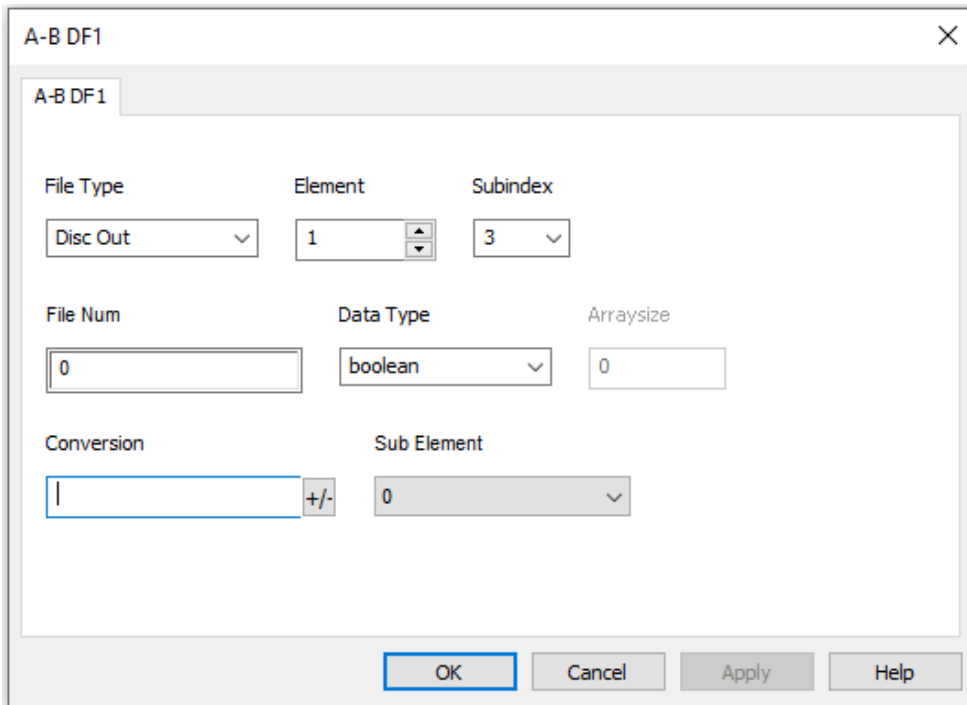 A-B DF1
A-B DF1
File Type Element Subindex
Disc Out 1 3
File Num Data Type Arraysize
0 boolean 0
Conversion Sub Element
+/- 0
OK Cancel Apply Help